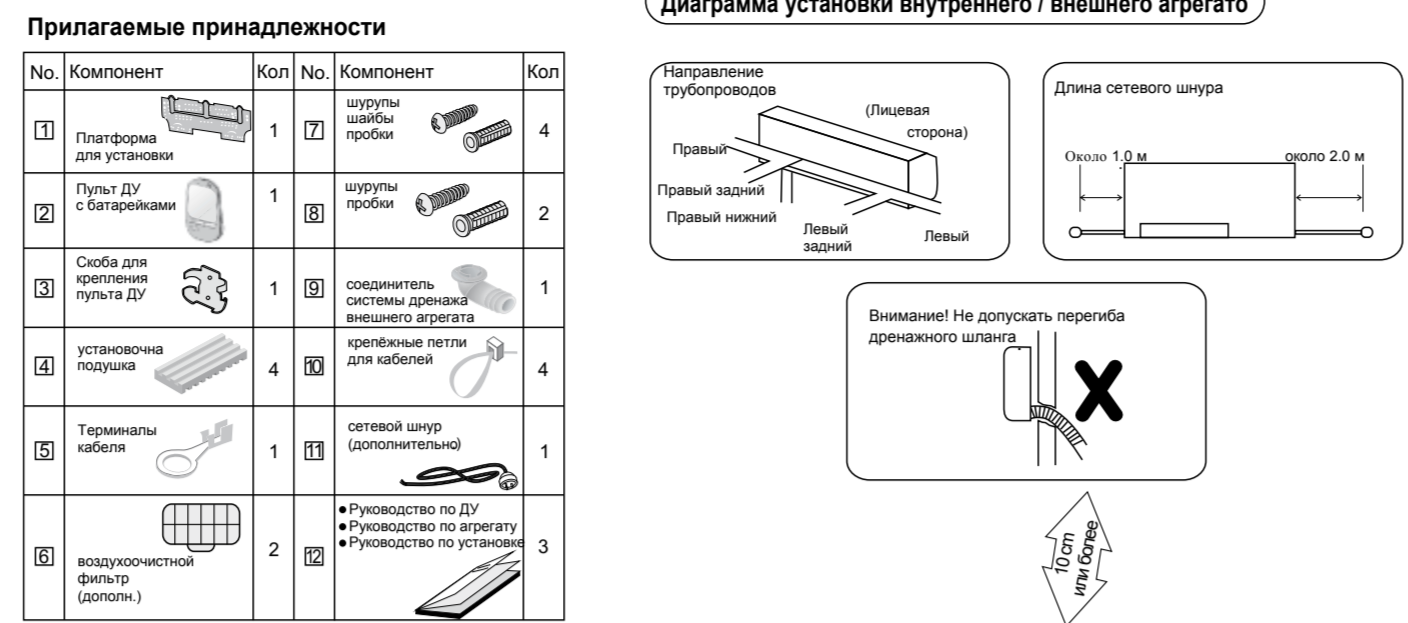 Прилагаемые принадлежности
No. Компонент Кол No. Компонент Кол
1 Платформа
для установки 1
7 шурупы
шайбы
пробки 4
2 Пульт ДУ
с батарейками 1
8 шурупы
пробки 2
3 Скоба для
крепления
пульта ДУ 1
9 соединитель
системы дренажа
внешнего агрегата 1
4 установочна
подушка 4
10 крепёжные петли
для кабелей 4
5 Терминалы
кабеля 1
11 сетевой шнур
(дополнительно) 1
6 воздухоочистной
фильтр
(дополн.) 2
12 ● Руководство по ДУ
● Руководство по агрегату
● Руководство по установке 3
Диаграмма установки внутреннего / внешнего агрегато
Направление
трубопроводов
(Лицевая
сторона)
Правый
Правый задний
Правый нижний
Левый
задний
Левый
Длина сетевого шнура
Около 1.0 м
около 2.0 м
Внимание! Не допускать перегиба
дренажного шланга
10 cm
или более